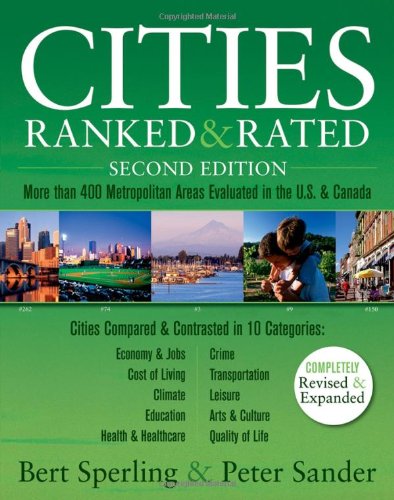 CITIES
RANKED & RATED
SECOND EDITION
More than 400 Metropolitan Areas Evaluated in the U.S. & Canada
#262 #74 #3 #9 #150
Cities Compared & Contrasted in 10 Categories:
Economy & Jobs
Cost of Living
Climate
Education
Health & Healthcare
Crime
Transportation
Leisure
Arts & Culture
Quality of Life
COMPLETELY
Revised &
Expanded
Bert Sperling & Peter Sander